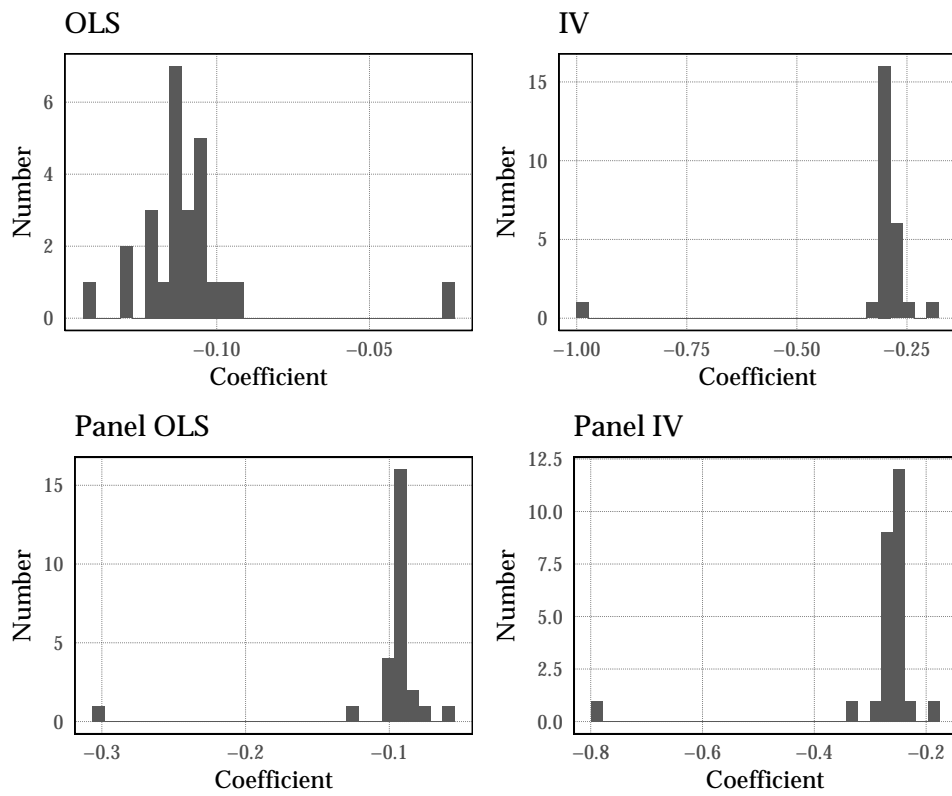 OLS
Number
6
4
2
0
−0.10 −0.05
Coefficient
IV
Number
15
10
5
0
−1.00 −0.75 −0.50 −0.25
Coefficient
Panel OLS
Number
15
10
5
0
−0.3 −0.2 −0.1
Coefficient
Panel IV
Number
12.5
10.0
7.5
5.0
2.5
0.0
−0.8 −0.6 −0.4 −0.2
Coefficient